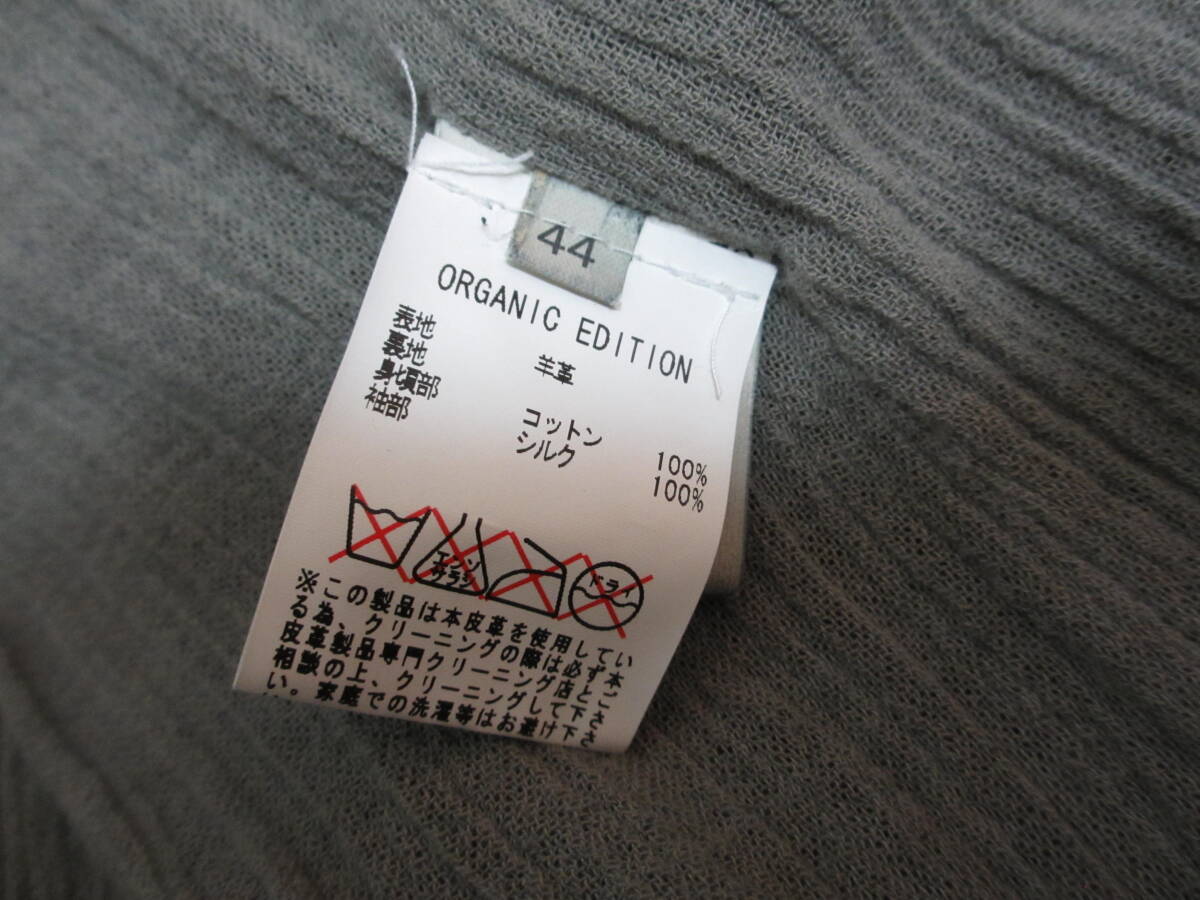 44
ORGANIC EDITION
表地 羊革
裏地
身頃部 コットン 100%
袖部 シルク 100%
エンソ
サラシ
ドライ
※この製品は本皮革を使用してい
る為、クリーニングの際は必ず本
皮革製品専門クリーニング店とご
相談の上、クリーニングして下さ
い。家庭での洗濯等はお避け下さ